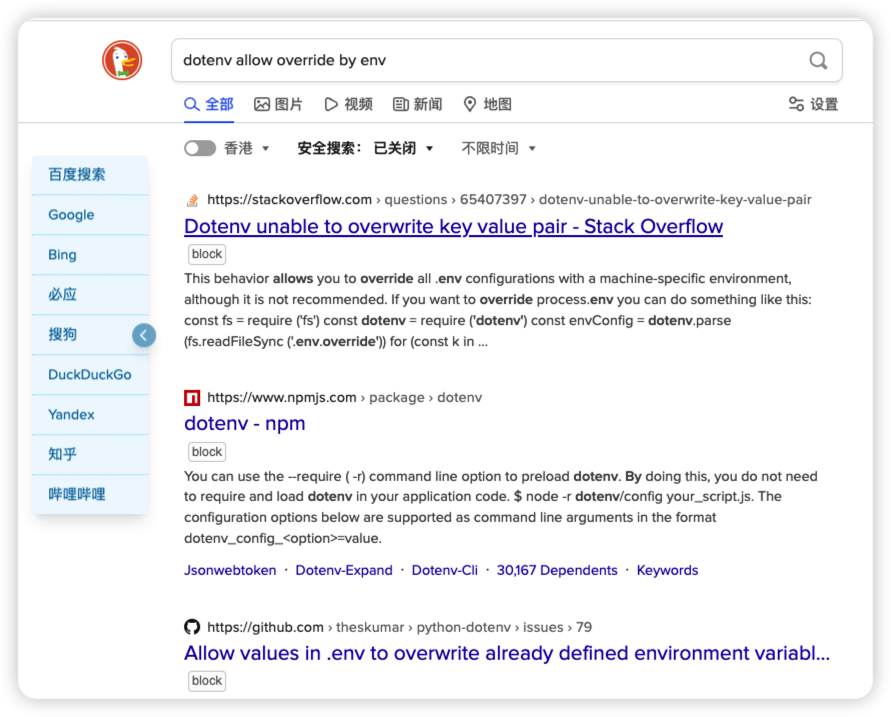 dotenv allow override by env
全部 图片 视频 新闻 地图 设置
香港 安全搜索： 已关闭 不限时间
百度搜索
Google
Bing
必应
搜狗
DuckDuckGo
Yandex
知乎
哔哩哔哩
https://stackoverflow.com › questions › 65407397 › dotenv-unable-to-overwrite-key-value-pair
Dotenv unable to overwrite key value pair - Stack Overflow
block
This behavior allows you to override all .env configurations with a machine-specific environment,
although it is not recommended. If you want to override process.env you can do something like this:
const fs = require ('fs') const dotenv = require ('dotenv') const envConfig = dotenv.parse
(fs.readFileSync ('.env.override')) for (const k in ...
https://www.npmjs.com › package › dotenv
dotenv - npm
block
You can use the --require ( -r) command line option to preload dotenv. By doing this, you do not need
to require and load dotenv in your application code. $ node -r dotenv/config your_script.js. The
configuration options below are supported as command line arguments in the format
dotenv_config_<option>=value.
Jsonwebtoken · Dotenv-Expand · Dotenv-Cli · 30,167 Dependents · Keywords
https://github.com › theskumar › python-dotenv › issues › 79
Allow values in .env to overwrite already defined environment variabl...
block